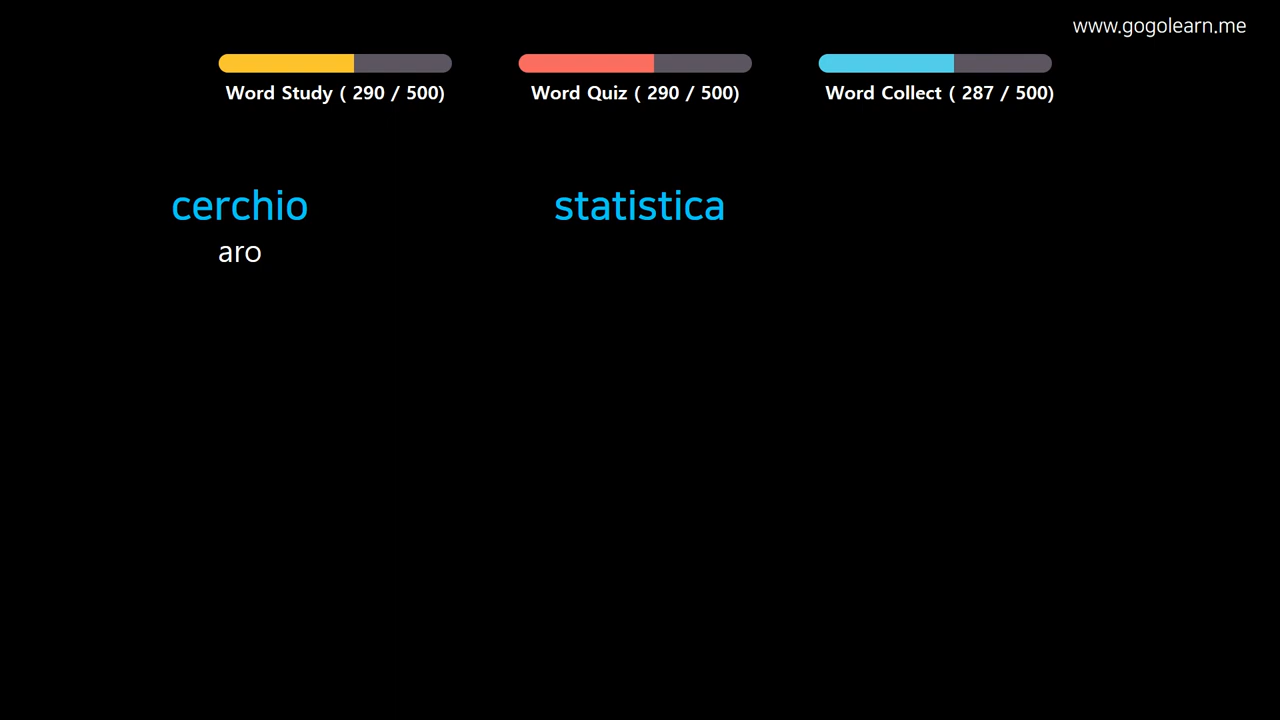 www.gogolearn.me
Word Study ( 290 / 500)
Word Quiz ( 290 / 500)
Word Collect ( 287 / 500)
cerchio
aro
statistica